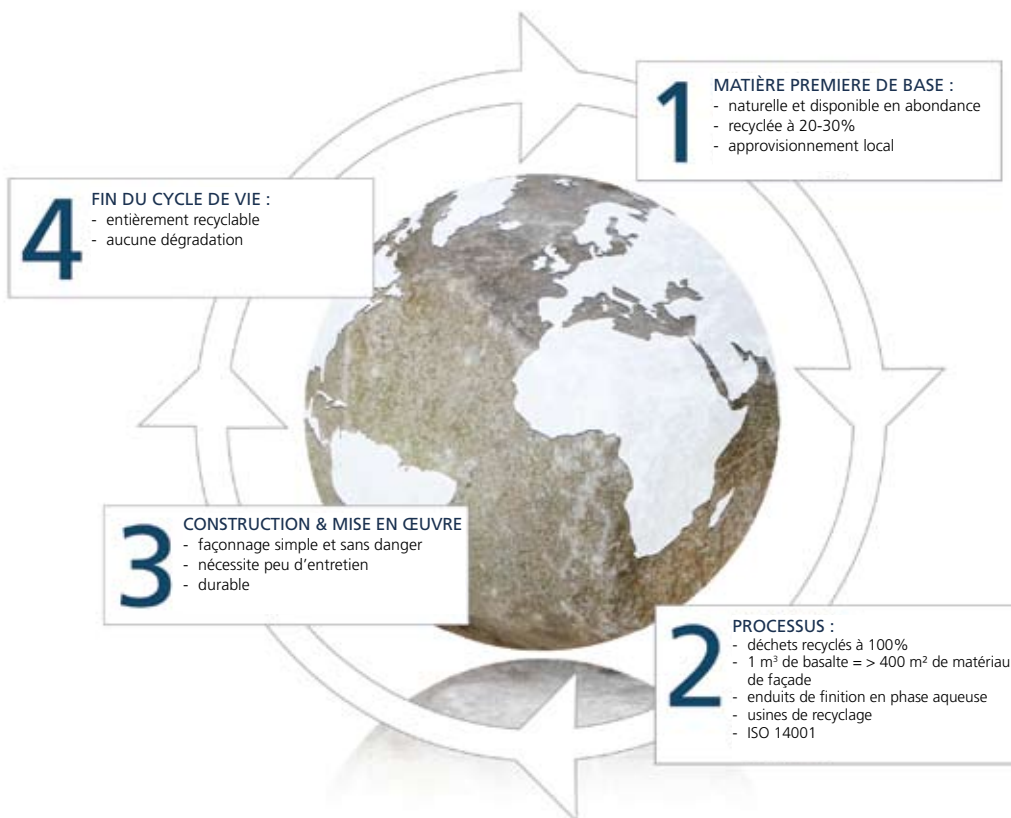 1
MATIÈRE PREMIERE DE BASE :
- naturelle et disponible en abondance
- recyclée à 20-30%
- approvisionnement local
2
PROCESSUS :
- déchets recyclés à 100%
- 1 m³ de basalte = > 400 m² de matériau
de façade
- enduits de finition en phase aqueuse
- usines de recyclage
- ISO 14001
3
CONSTRUCTION & MISE EN ŒUVRE
- façonnage simple et sans danger
- nécessite peu d'entretien
- durable
4
FIN DU CYCLE DE VIE :
- entièrement recyclable
- aucune dégradation